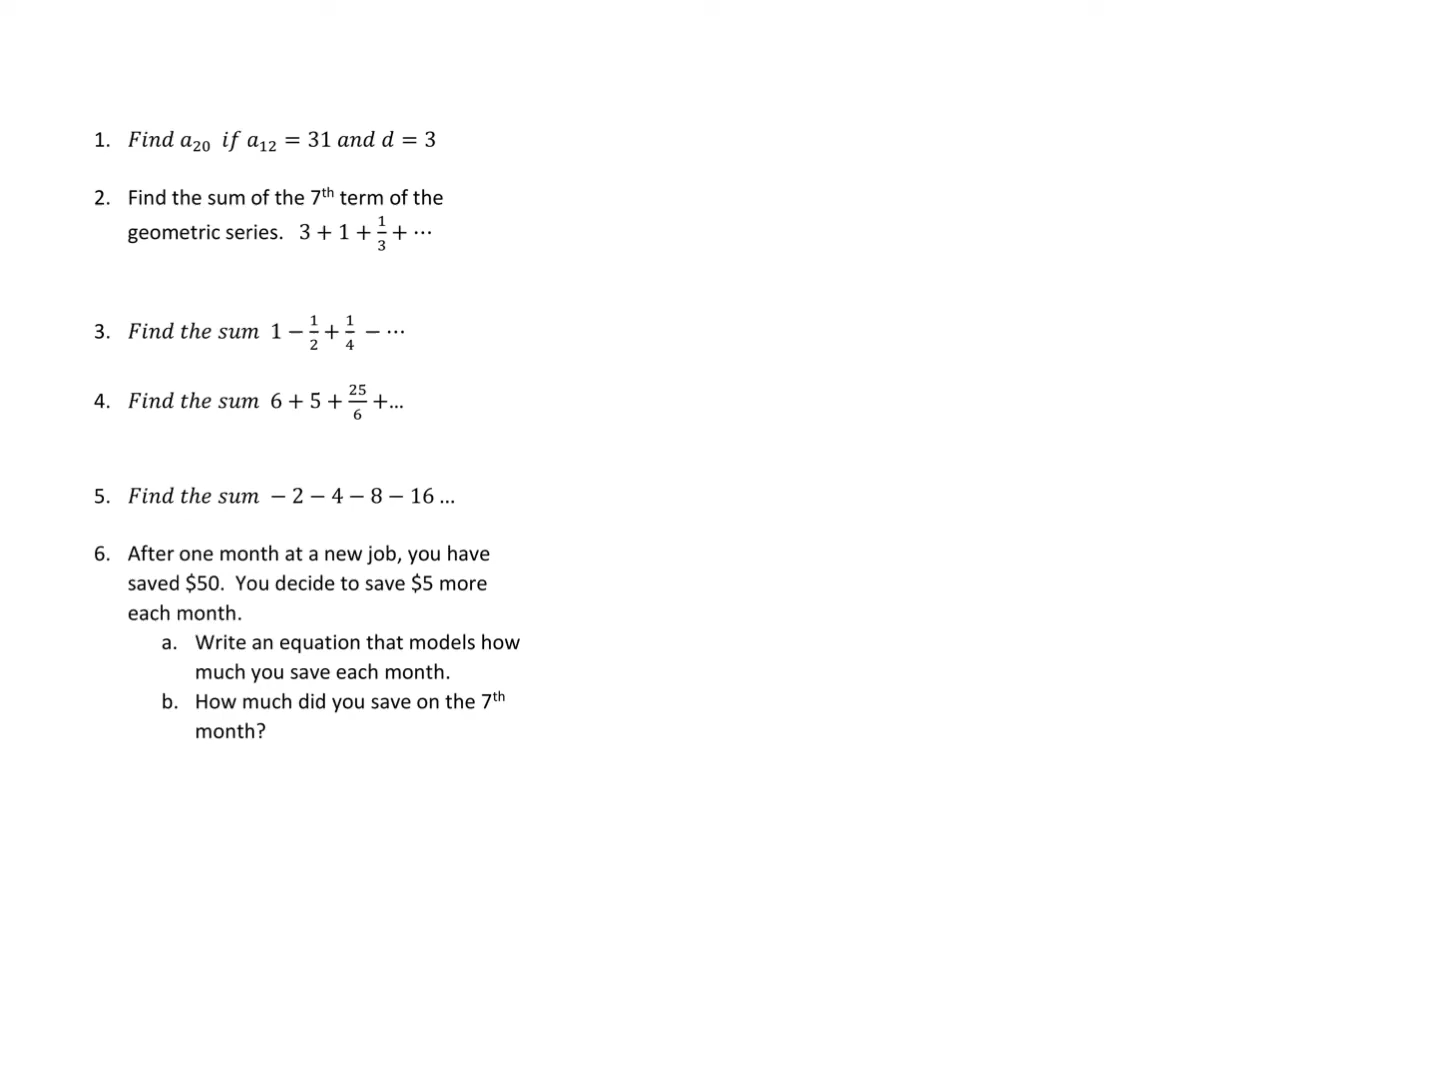 1. Find a₂₀ if a₁₂ = 31 and d = 3
2. Find the sum of the 7th term of the
geometric series. 3 + 1 + 1/3 + ⋯
3. Find the sum 1 − 1/2 + 1/4 − ⋯
4. Find the sum 6 + 5 + 25/6 +...
5. Find the sum − 2 − 4 − 8 − 16 ...
6. After one month at a new job, you have
saved $50. You decide to save $5 more
each month.
a. Write an equation that models how
much you save each month.
b. How much did you save on the 7th
month?